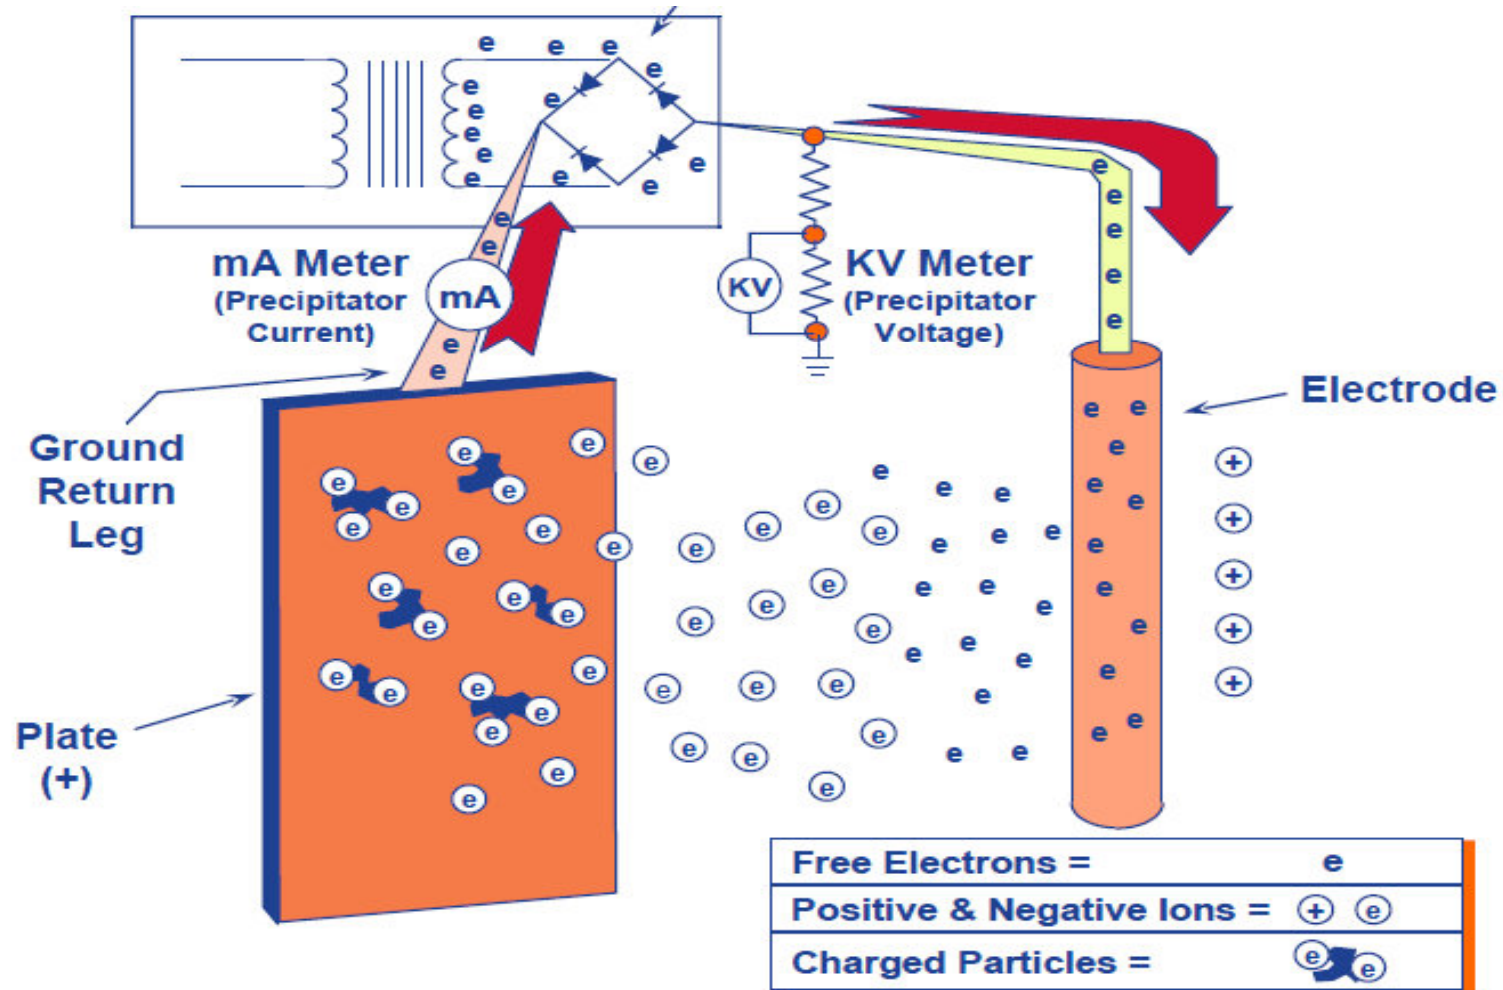 mA Meter
(Precipitator
Current)
mA
KV
KV Meter
(Precipitator
Voltage)
Electrode
Ground
Return
Leg
Plate
(+)
Free Electrons = e
Positive & Negative Ions = + e
Charged Particles = e e